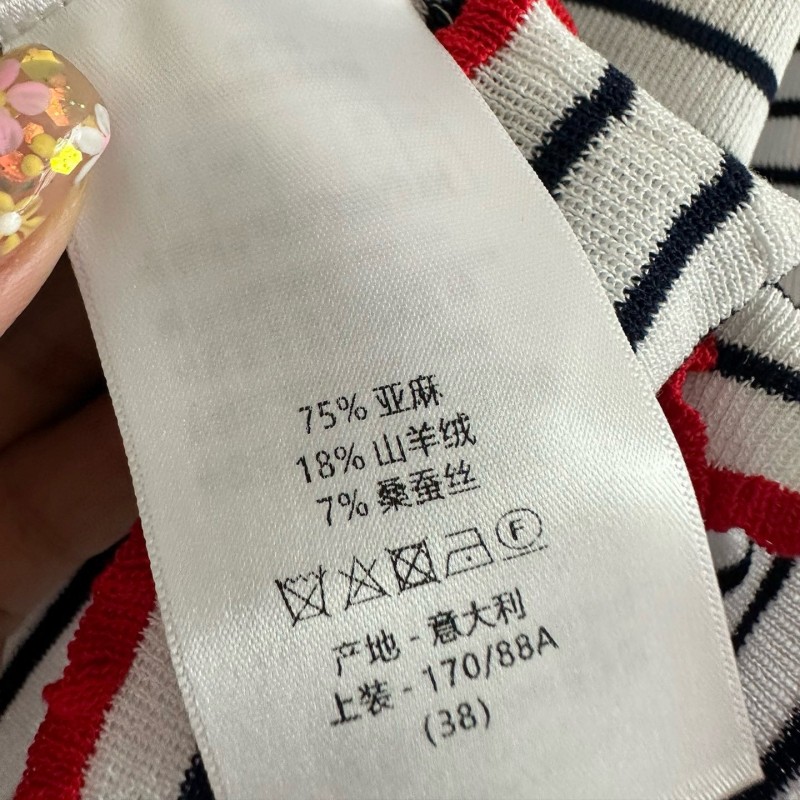 75% 亚麻
18% 山羊绒
7% 桑蚕丝
F
产地 - 意大利
上装 - 170/88A
(38)